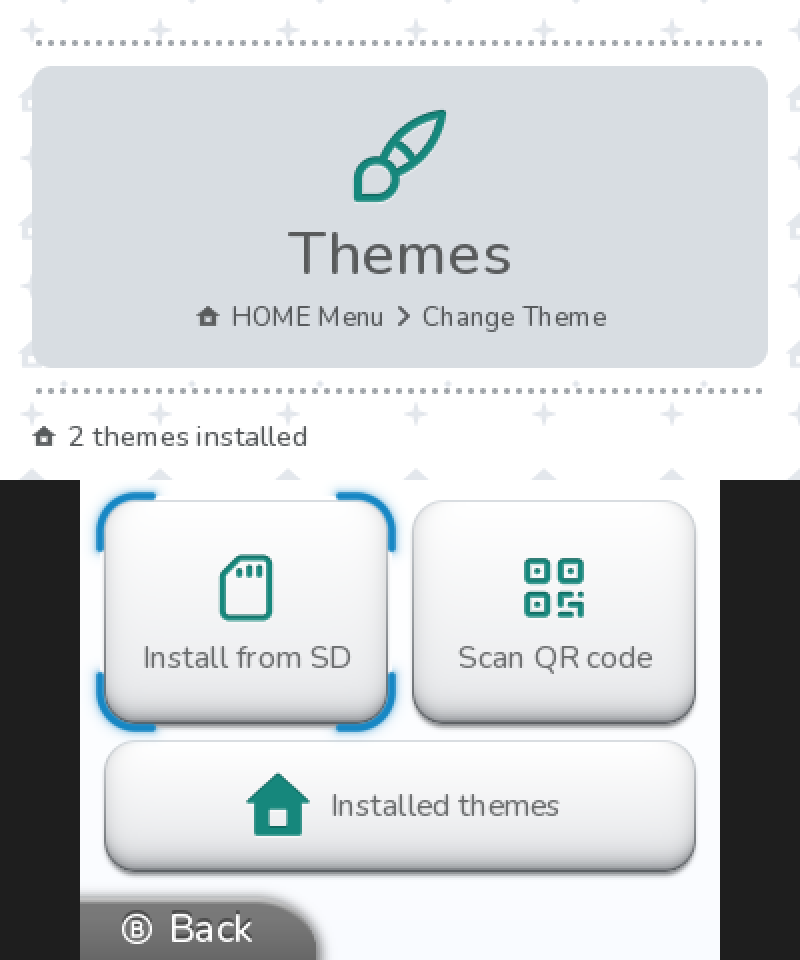 Themes
HOME Menu > Change Theme
2 themes installed
Install from SD
Scan QR code
Installed themes
B Back